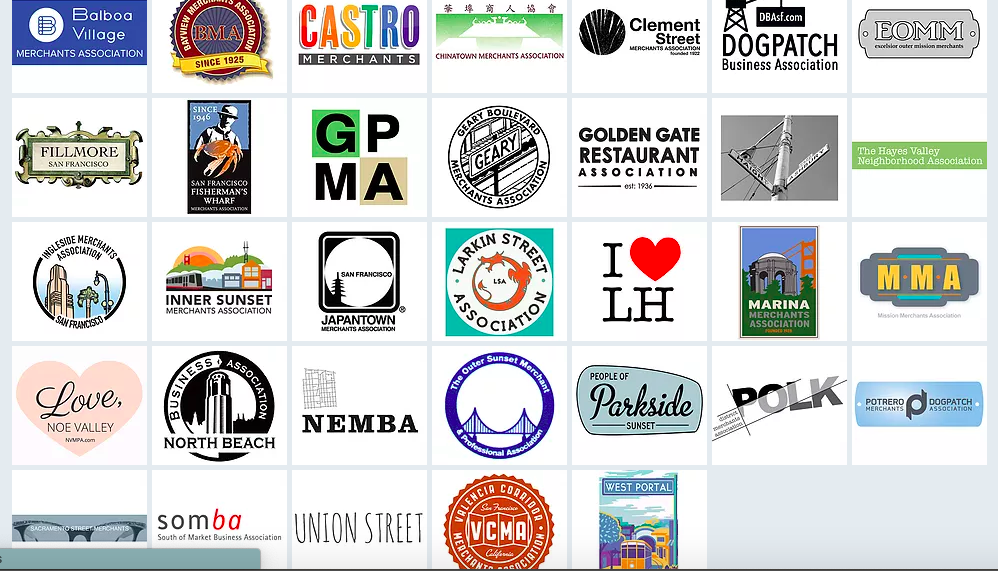 Balboa
Village
MERCHANTS ASSOCIATION
BAYVIEW MERCHANTS ASSOCIATION
BMA
SINCE 1925
CASTRO
MERCHANTS
華埠商人協會
CHINATOWN MERCHANTS ASSOCIATION
Clement
Street
MERCHANTS ASSOCIATION
founded 1922
DBAsf.com
DOGPATCH
Business Association
EOMM
excelsior outer mission merchants
FILLMORE
SAN FRANCISCO
SINCE
1946
SAN FRANCISCO
FISHERMAN'S
WHARF
MERCHANTS ASSOCIATION
GP
MA
GEARY BOULEVARD
GEARY
MERCHANTS ASSOCIATION
GOLDEN GATE
RESTAURANT
ASSOCIATION
est: 1936
The Hayes Valley
Neighborhood Association
INGLESIDE MERCHANTS
ASSOCIATION
SAN FRANCISCO
INNER SUNSET
MERCHANTS ASSOCIATION
SAN FRANCISCO
JAPANTOWN
MERCHANTS ASSOCIATION
®
LARKIN STREET
LSA
ASSOCIATION
I
LH
MARINA
MERCHANTS
ASSOCIATION
M·M·A
Mission Merchants Association
Love,
NOE VALLEY
NVMPA.com
BUSINESS ASSOCIATION
NORTH BEACH
NEMBA
The Outer Sunset Merchant
& Professional Association
PEOPLE OF
Parkside
SUNSET
POLK
district
merchants
association
POTRERO DOGPATCH
MERCHANTS ASSOCIATION
pd
SACRAMENTO STREET MERCHANTS
somba
South of Market Business Association
UNION STREET
VALENCIA CORRIDOR
San Francisco
VCMA
California
MERCHANTS ASSOCIATION
WEST PORTAL